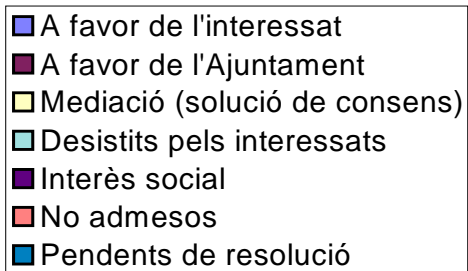 A favor de l'interessat
A favor de l'Ajuntament
Mediació (solució de consens)
Desistits pels interessats
Interès social
No admesos
Pendents de resolució